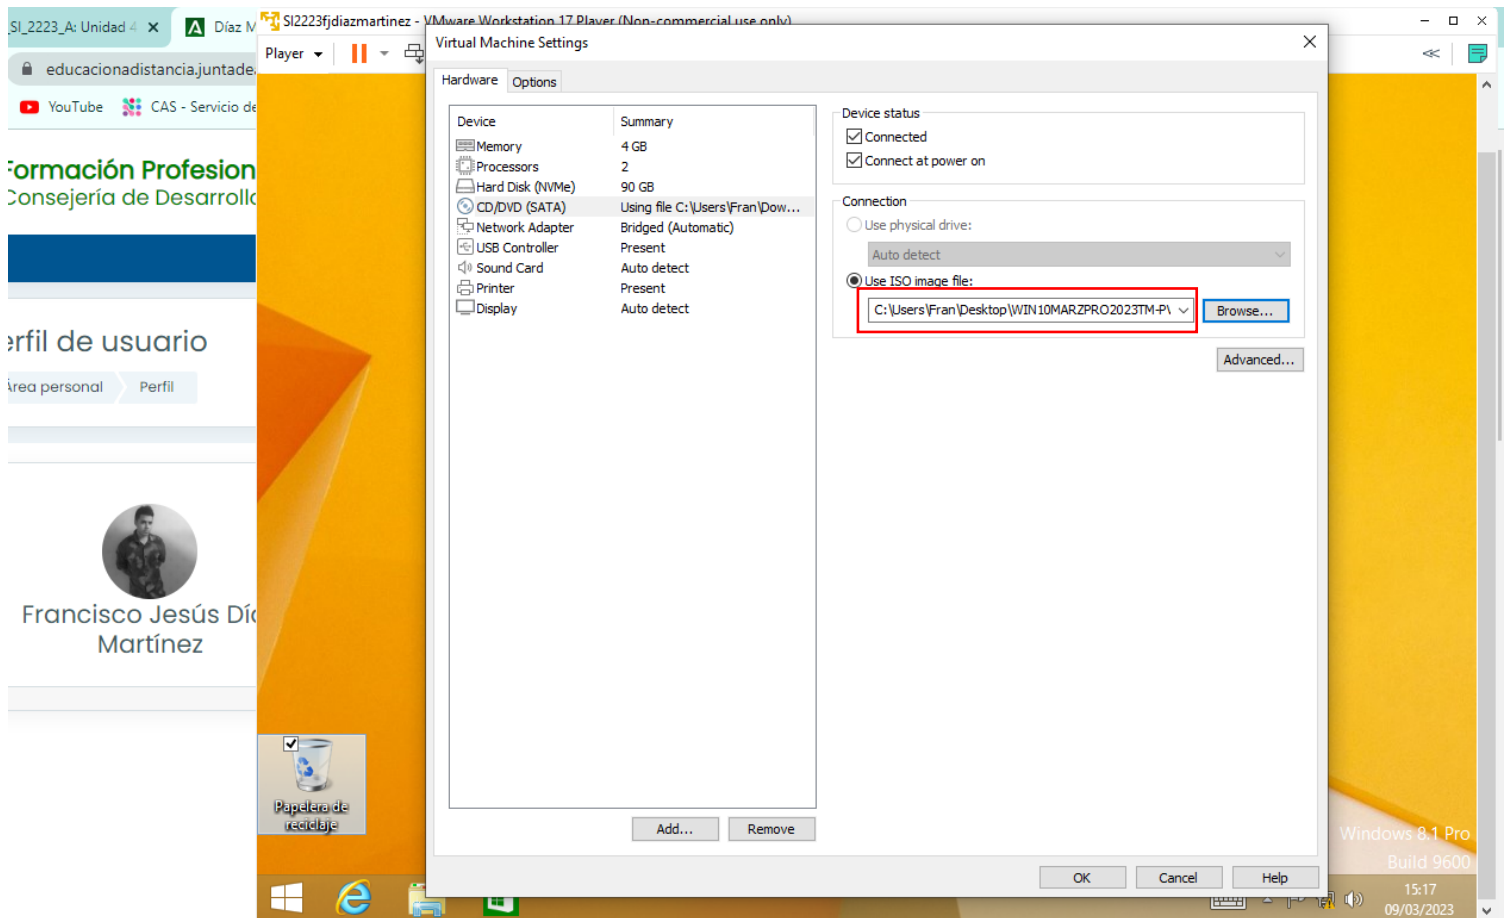 SI_2223_A: Unidad 4
Díaz M
educacionadistancia.juntade
YouTube
CAS - Servicio de
Formación Profesion
Consejería de Desarrollo
erfil de usuario
Área personal
Perfil
Francisco Jesús Día
Martínez
SI2223fjdiazmartinez - VMware Workstation 17 Player (Non-commercial use only)
Player
Virtual Machine Settings
Hardware
Options
Device Summary
Memory 4 GB
Processors 2
Hard Disk (NVMe) 90 GB
CD/DVD (SATA) Using file C:\Users\Fran\Dow...
Network Adapter Bridged (Automatic)
USB Controller Present
Sound Card Auto detect
Printer Present
Display Auto detect
Add...
Remove
Device status
Connected
Connect at power on
Connection
Use physical drive:
Auto detect
Use ISO image file:
C:\Users\Fran\Desktop\WIN10MARZPRO2023TM-P\
Browse...
Advanced...
OK
Cancel
Help
Papelera de
reciclaje
Windows 8.1 Pro
Build 9600
15:17
09/03/2023